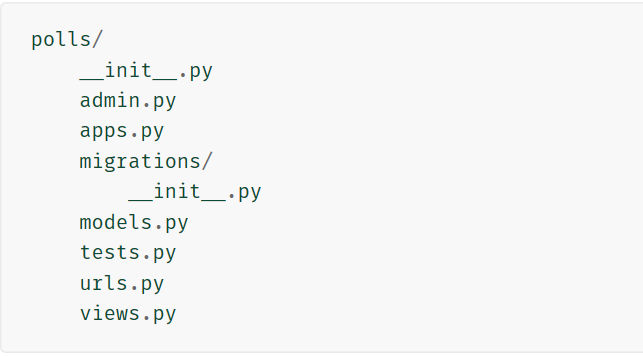 polls/
    __init__.py
    admin.py
    apps.py
    migrations/
        __init__.py
    models.py
    tests.py
    urls.py
    views.py